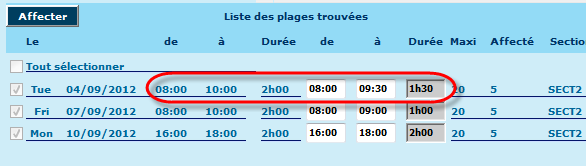 Affecter Liste des plages trouvées
Le de à Durée de à Durée Maxi Affecté Section
Tout sélectionner
Tue 04/09/2012 08:00 10:00 2h00 08:00 09:30 1h30 20 5 SECT2
Fri 07/09/2012 08:00 10:00 2h00 08:00 09:00 1h00 20 5 SECT2
Mon 10/09/2012 16:00 18:00 2h00 16:00 18:00 2h00 20 5 SECT2